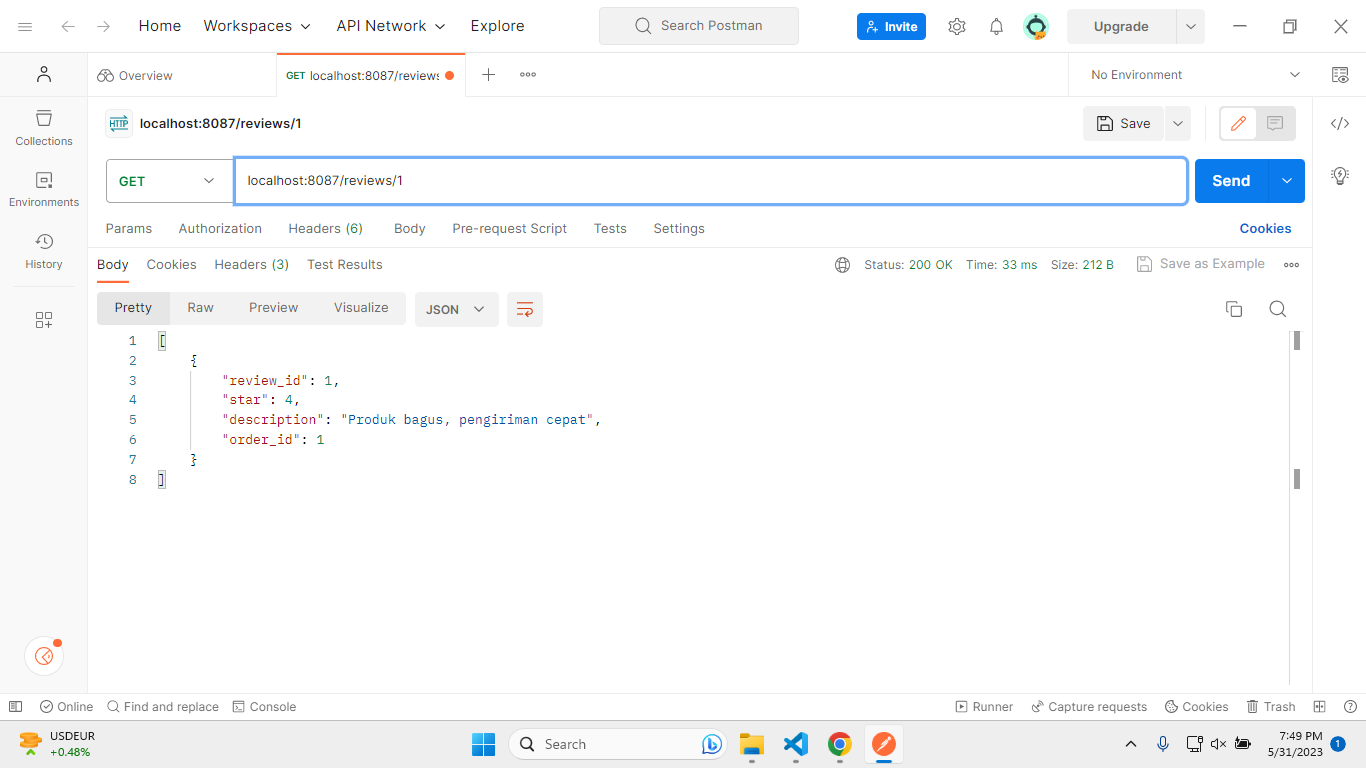 Home Workspaces API Network Explore Search Postman Invite Upgrade
Overview GET localhost:8087/reviews No Environment
HTTP localhost:8087/reviews/1 Save
Collections
GET localhost:8087/reviews/1 Send
Environments
Params Authorization Headers (6) Body Pre-request Script Tests Settings Cookies
History
Body Cookies Headers (3) Test Results Status: 200 OK Time: 33 ms Size: 212 B Save as Example
Pretty Raw Preview Visualize JSON
1 [
2 {
3 "review_id": 1,
4 "star": 4,
5 "description": "Produk bagus, pengiriman cepat",
6 "order_id": 1
7 }
8 ]
Online Find and replace Console Runner Capture requests Cookies Trash
USDEUR
+0.48%
Search
7:49 PM
5/31/2023
1